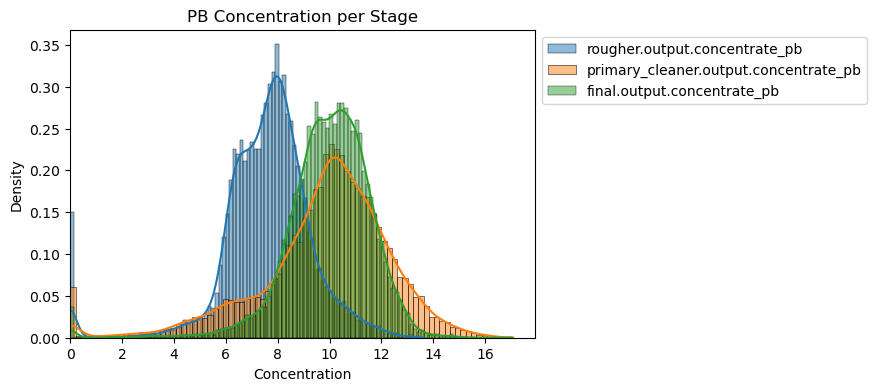 PB Concentration per Stage
rougher.output.concentrate_pb
primary_cleaner.output.concentrate_pb
final.output.concentrate_pb
Density
0.35
0.30
0.25
0.20
0.15
0.10
0.05
0.00
0 2 4 6 8 10 12 14 16
Concentration